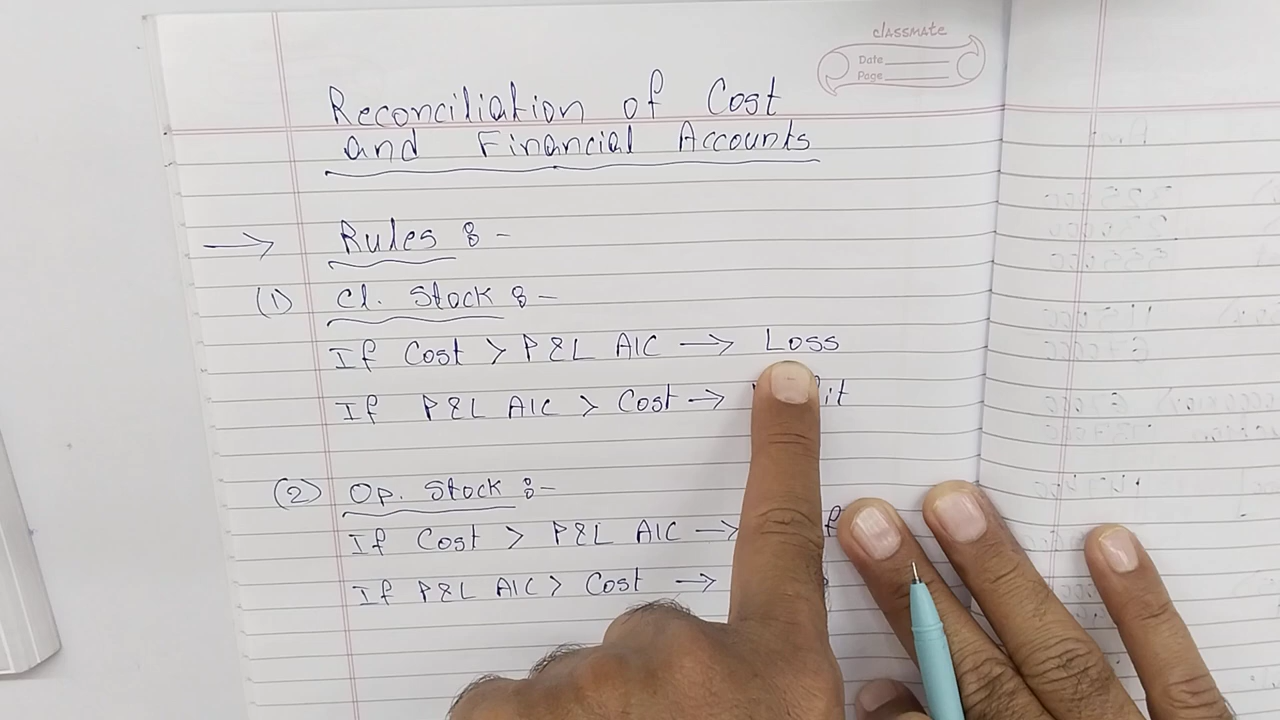 classmate
Date
Page
Reconciliation of Cost
and Financial Accounts
Rules :-
(1) Cl. Stock :-
If Cost > P&L A/C → Loss
If P&L A/C > Cost →
(2) Op. Stock :-
If Cost > P&L A/C →
If P&L A/C > Cost →